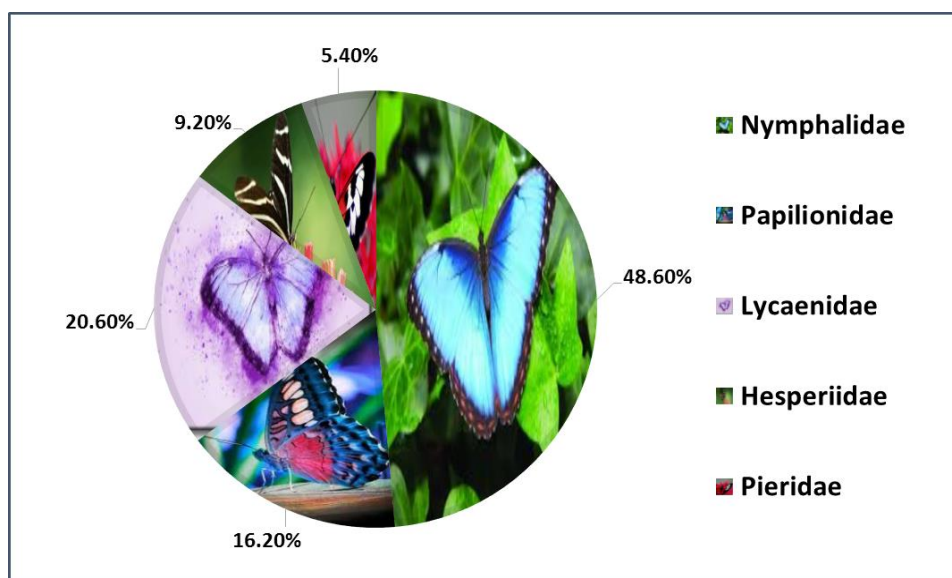 5.40%
9.20%
48.60%
20.60%
16.20%
Nymphalidae
Papilionidae
Lycaenidae
Hesperiidae
Pieridae